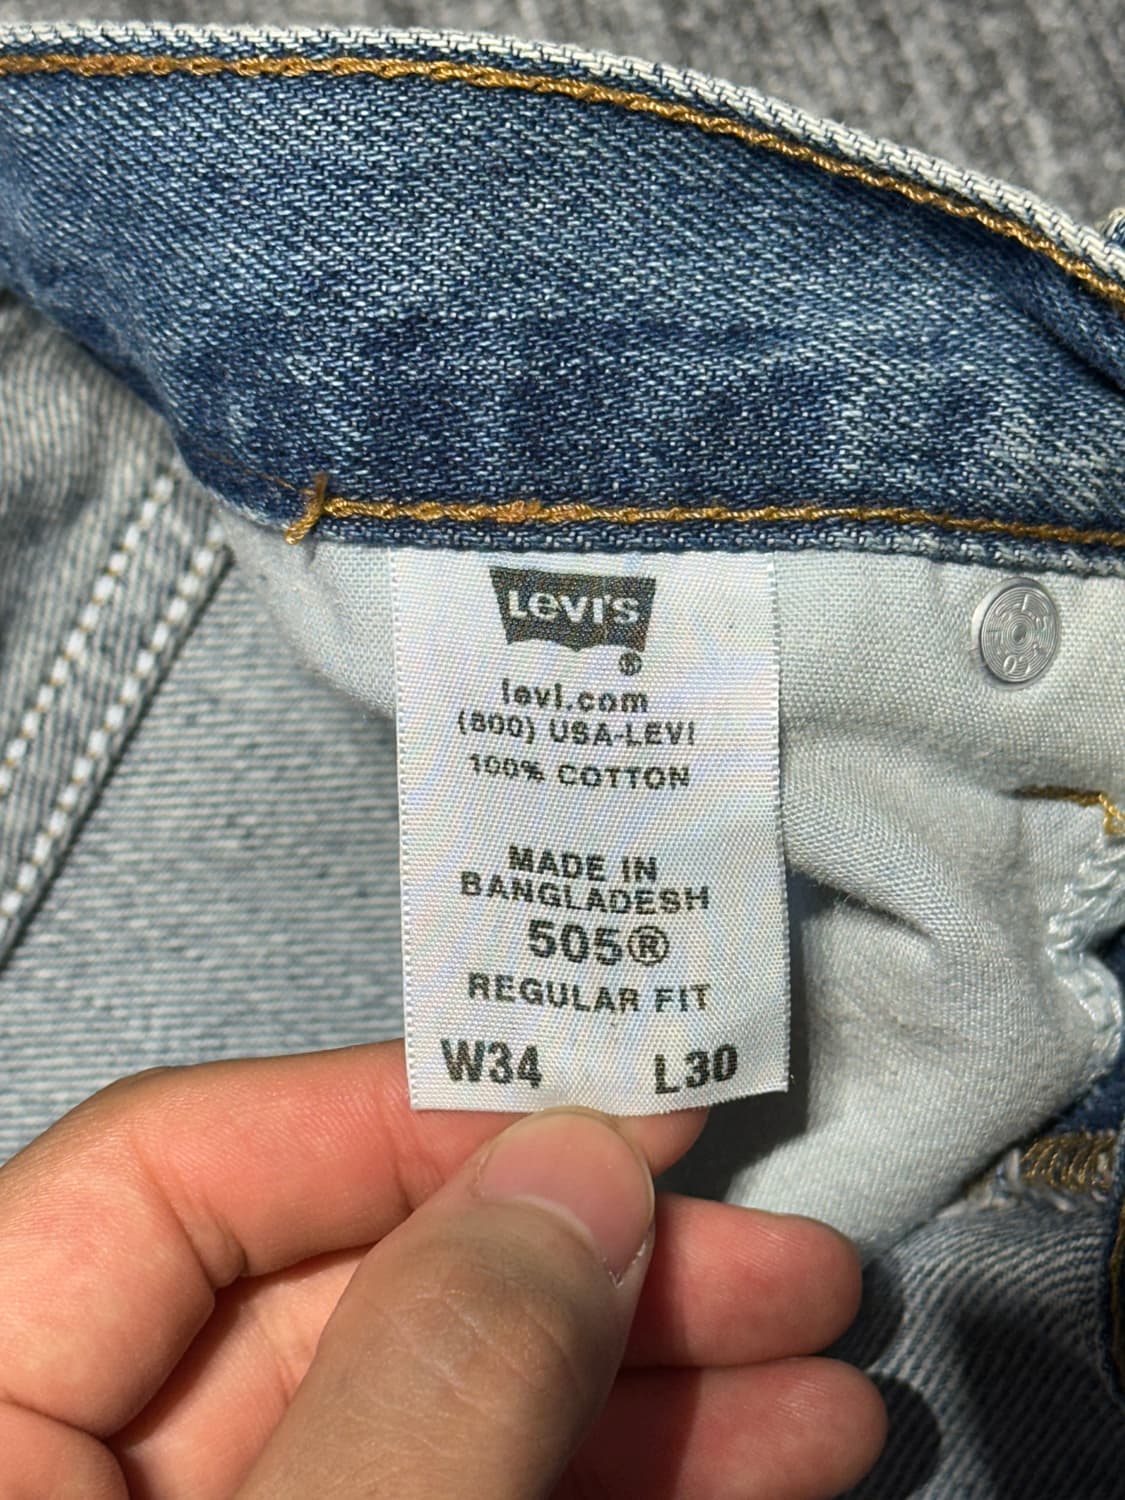 LEVI'S
®
levi.com
(800) USA-LEVI
100% COTTON
MADE IN
BANGLADESH
505®
REGULAR FIT
W34 L30